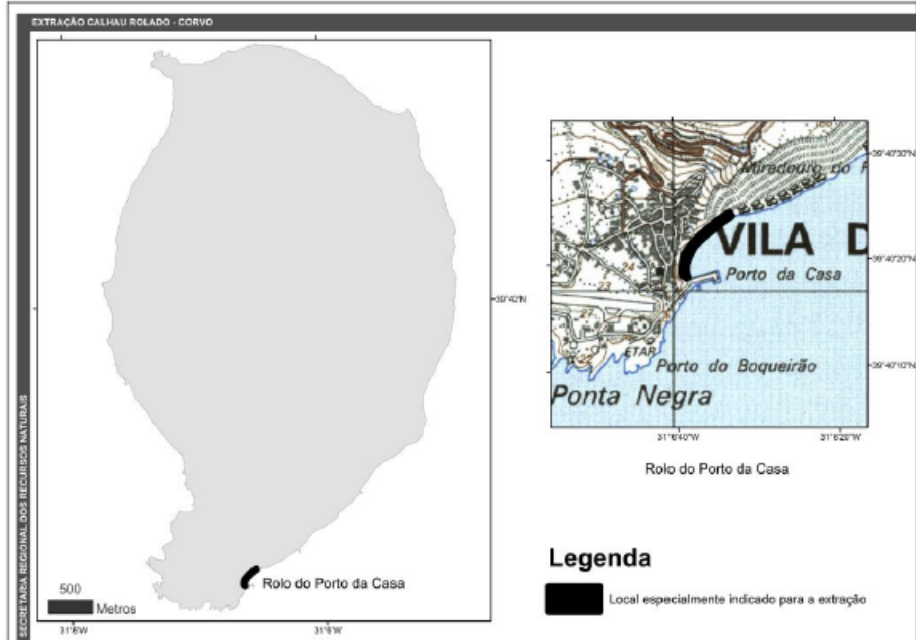 EXTRAÇÃO CALHAU ROLADO - CORVO
SECRETARIA REGIONAL DOS RECURSOS NATURAIS
39°42'N
Rolo do Porto da Casa
500
Metros
31°8'W
31°6'W
Miradouro do
VILA D
Porto da Casa
24
23
ETAR
Porto do Boqueirão
Ponta Negra
39°40'30"N
39°40'20"N
39°40'10"N
31°6'40"W
31°6'20"W
Rolo do Porto da Casa
Legenda
Local especialmente indicado para a extração